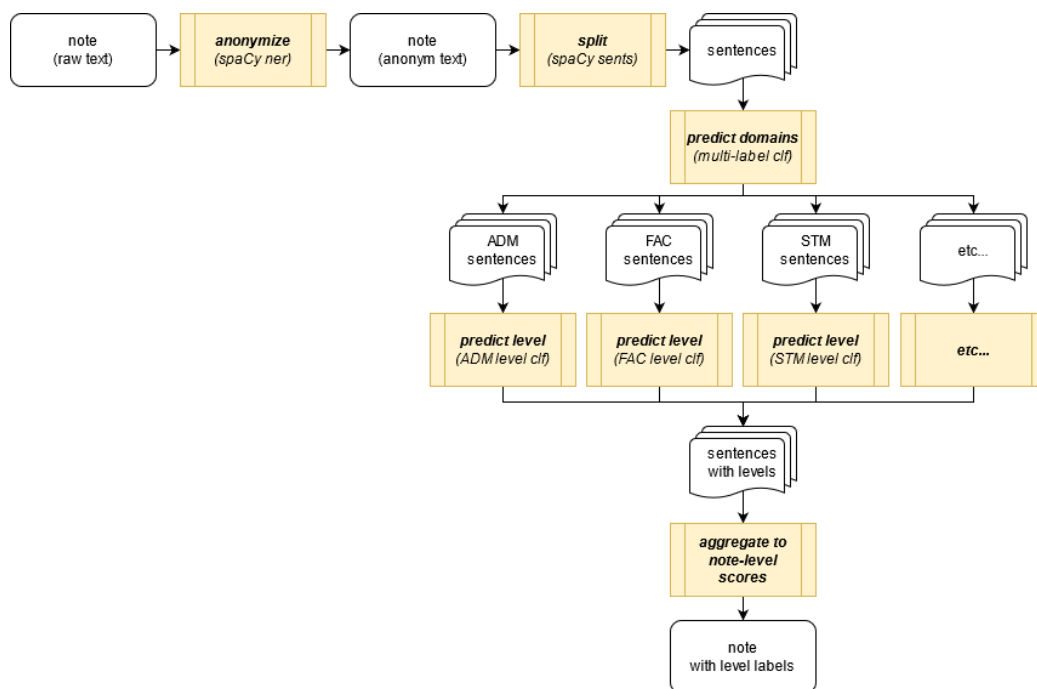 note
(raw text)
anonymize
(spaCy ner)
note
(anonym text)
split
(spaCy sents)
sentences
predict domains
(multi-label clf)
ADM
sentences
FAC
sentences
STM
sentences
etc...
predict level
(ADM level clf)
predict level
(FAC level clf)
predict level
(STM level clf)
etc...
sentences
with levels
aggregate to
note-level
scores
note
with level labels